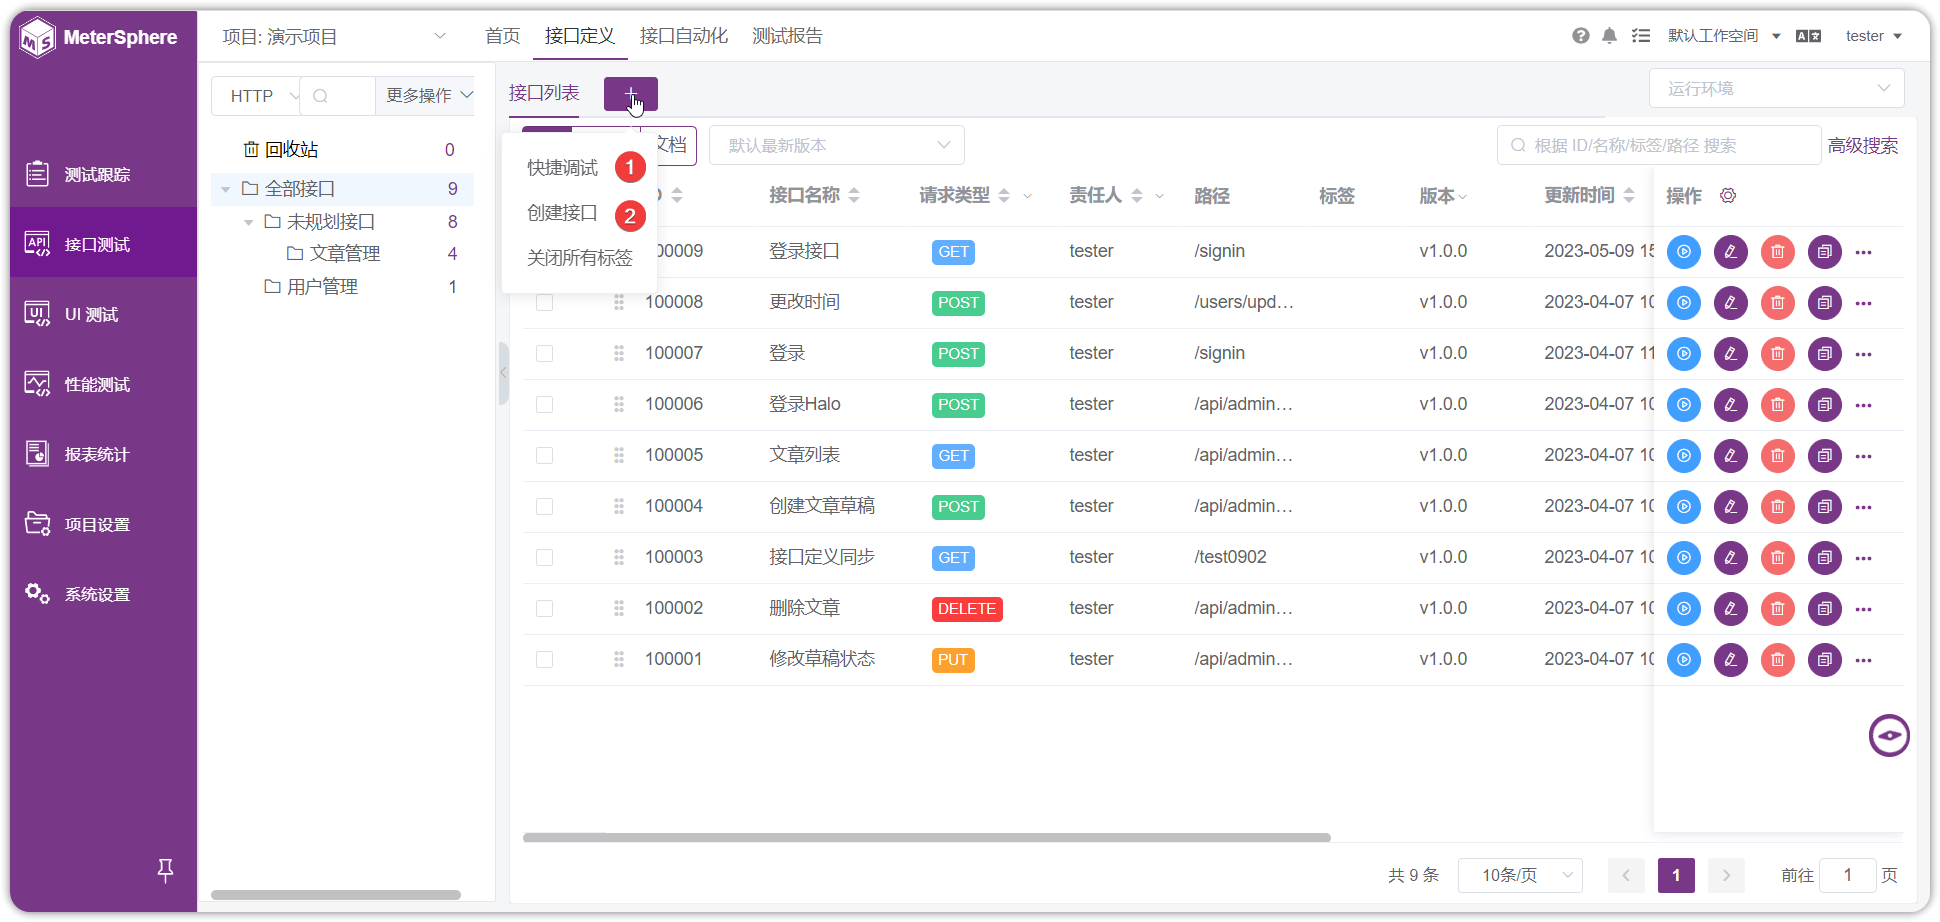 MeterSphere
项目: 演示项目
首页
接口定义
接口自动化
测试报告
默认工作空间
tester
测试跟踪
接口测试
UI 测试
性能测试
报表统计
项目设置
系统设置
HTTP
更多操作
回收站 0
全部接口 9
未规划接口 8
文章管理 4
用户管理 1
接口列表
+
运行环境
快捷调试 1
创建接口 2
关闭所有标签
文档
默认最新版本
根据 ID/名称/标签/路径 搜索
高级搜索
接口名称 请求类型 责任人 路径 标签 版本 更新时间 操作
00009 登录接口 GET tester /signin v1.0.0 2023-05-09 15
100008 更改时间 POST tester /users/upd... v1.0.0 2023-04-07 10
100007 登录 POST tester /signin v1.0.0 2023-04-07 11
100006 登录Halo POST tester /api/admin... v1.0.0 2023-04-07 10
100005 文章列表 GET tester /api/admin... v1.0.0 2023-04-07 10
100004 创建文章草稿 POST tester /api/admin... v1.0.0 2023-04-07 10
100003 接口定义同步 GET tester /test0902 v1.0.0 2023-04-07 10
100002 删除文章 DELETE tester /api/admin... v1.0.0 2023-04-07 10
100001 修改草稿状态 PUT tester /api/admin... v1.0.0 2023-04-07 10
共 9 条 10条/页 1 前往 1 页